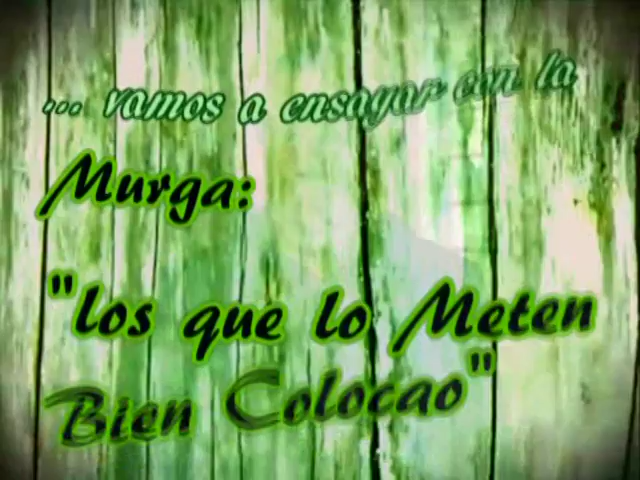 ... vamos a ensayar con la
Murga:
"los que lo Meten
Bien Colocao"